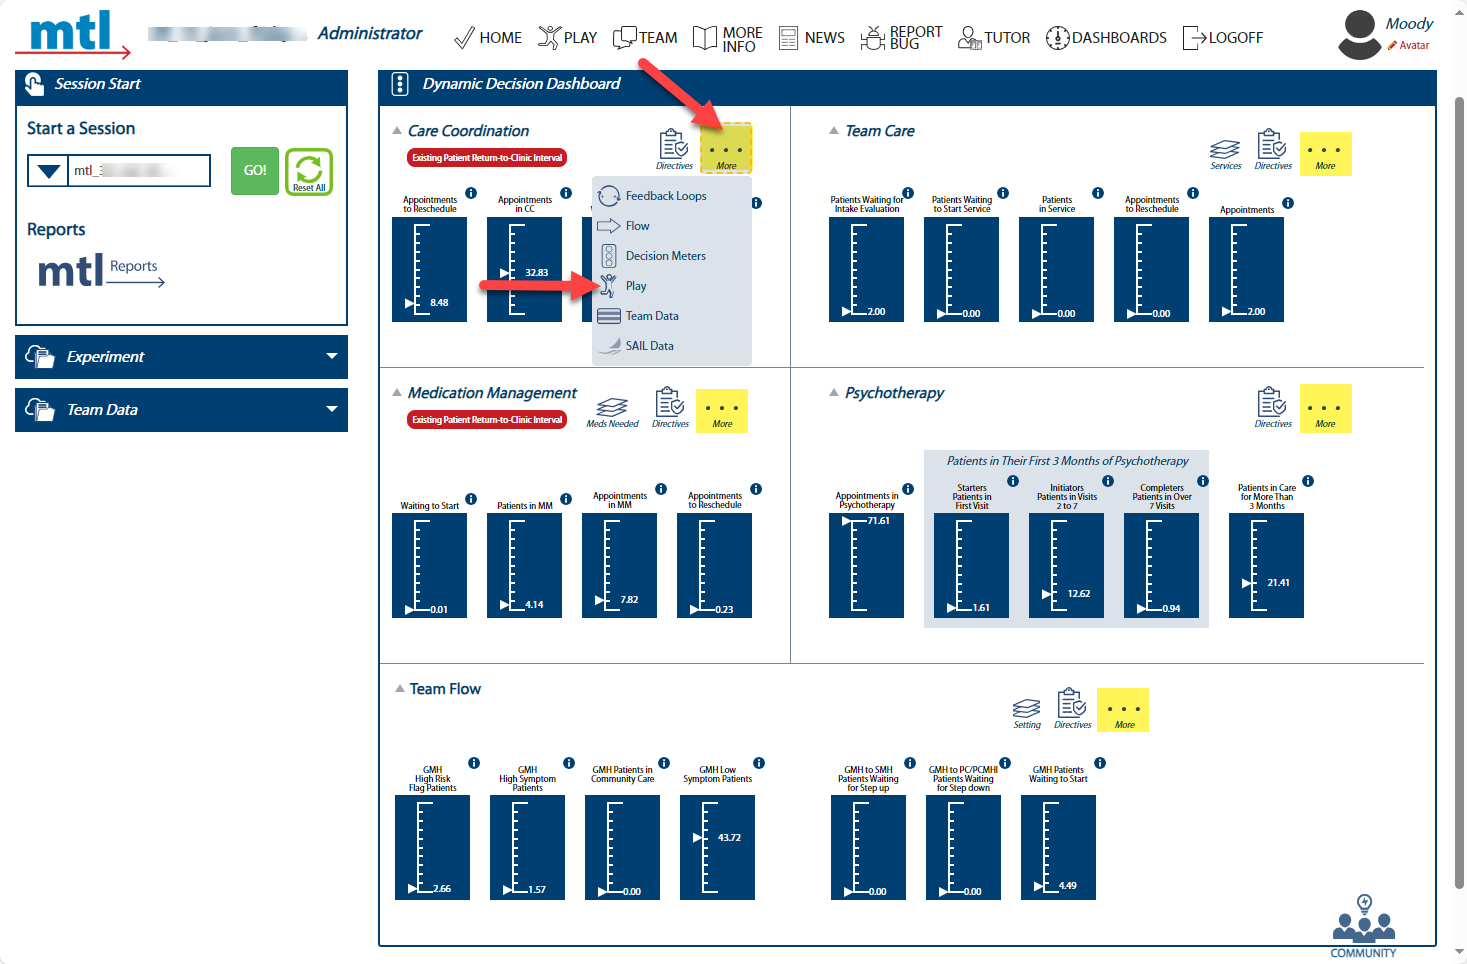 mtl
Administrator
HOME
PLAY
TEAM
MORE
INFO
NEWS
REPORT
BUG
TUTOR
DASHBOARDS
LOGOFF
Moody
Avatar
Session Start
Start a Session
mtl_
GO!
Reset All
Reports
mtl Reports
Experiment
Team Data
Dynamic Decision Dashboard
Care Coordination
Existing Patient Return-to-Clinic Interval
Directives
More
Feedback Loops
Flow
Decision Meters
Play
Team Data
SAIL Data
Appointments
to Reschedule
8.48
Appointments
in CC
32.83
Team Care
Services
Directives
More
Patients Waiting for
Intake Evaluation
2.00
Patients Waiting
to Start Service
0.00
Patients
in Service
0.00
Appointments
to Reschedule
0.00
Appointments
2.00
Medication Management
Existing Patient Return-to-Clinic Interval
Meds Needed
Directives
More
Waiting to Start
0.01
Patients in MM
4.14
Appointments
in MM
7.82
Appointments
to Reschedule
0.23
Psychotherapy
Directives
More
Patients in Their First 3 Months of Psychotherapy
Appointments in
Psychotherapy
71.61
Starters
Patients in
First Visit
1.61
Initiators
Patients in Visits
2 to 7
12.62
Completers
Patients in Over
7 Visits
0.94
Patients in Care
for More Than
3 Months
21.41
Team Flow
Setting
Directives
More
GMH
High Risk
Flag Patients
2.66
GMH
High Symptom
Patients
1.57
GMH Patients in
Community Care
0.00
GMH Low
Symptom Patients
43.72
GMH to SMH
Patients Waiting
for Step up
0.00
GMH to PC/PCMHI
Patients Waiting
for Step down
0.00
GMH Patients
Waiting to Start
4.49
COMMUNITY